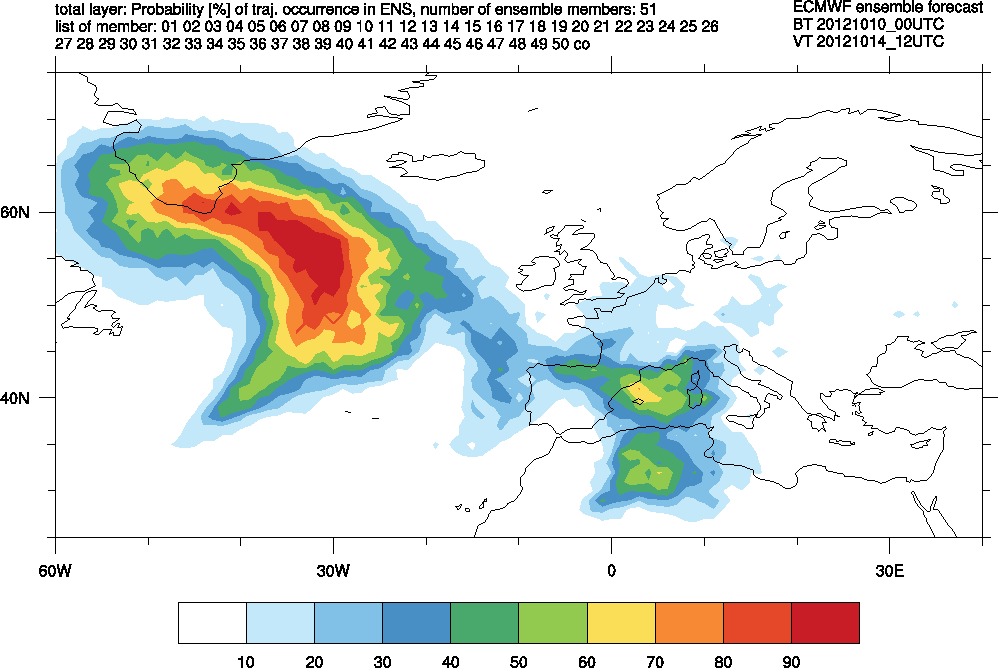 total layer: Probability [%] of traj. occurrence in ENS, number of ensemble members: 51
list of member: 01 02 03 04 05 06 07 08 09 10 11 12 13 14 15 16 17 18 19 20 21 22 23 24 25 26
27 28 29 30 31 32 33 34 35 36 37 38 39 40 41 42 43 44 45 46 47 48 49 50 co
ECMWF ensemble forecast
BT 20121010_00UTC
VT 20121014_12UTC
60N
40N
60W 30W 0 30E
10 20 30 40 50 60 70 80 90